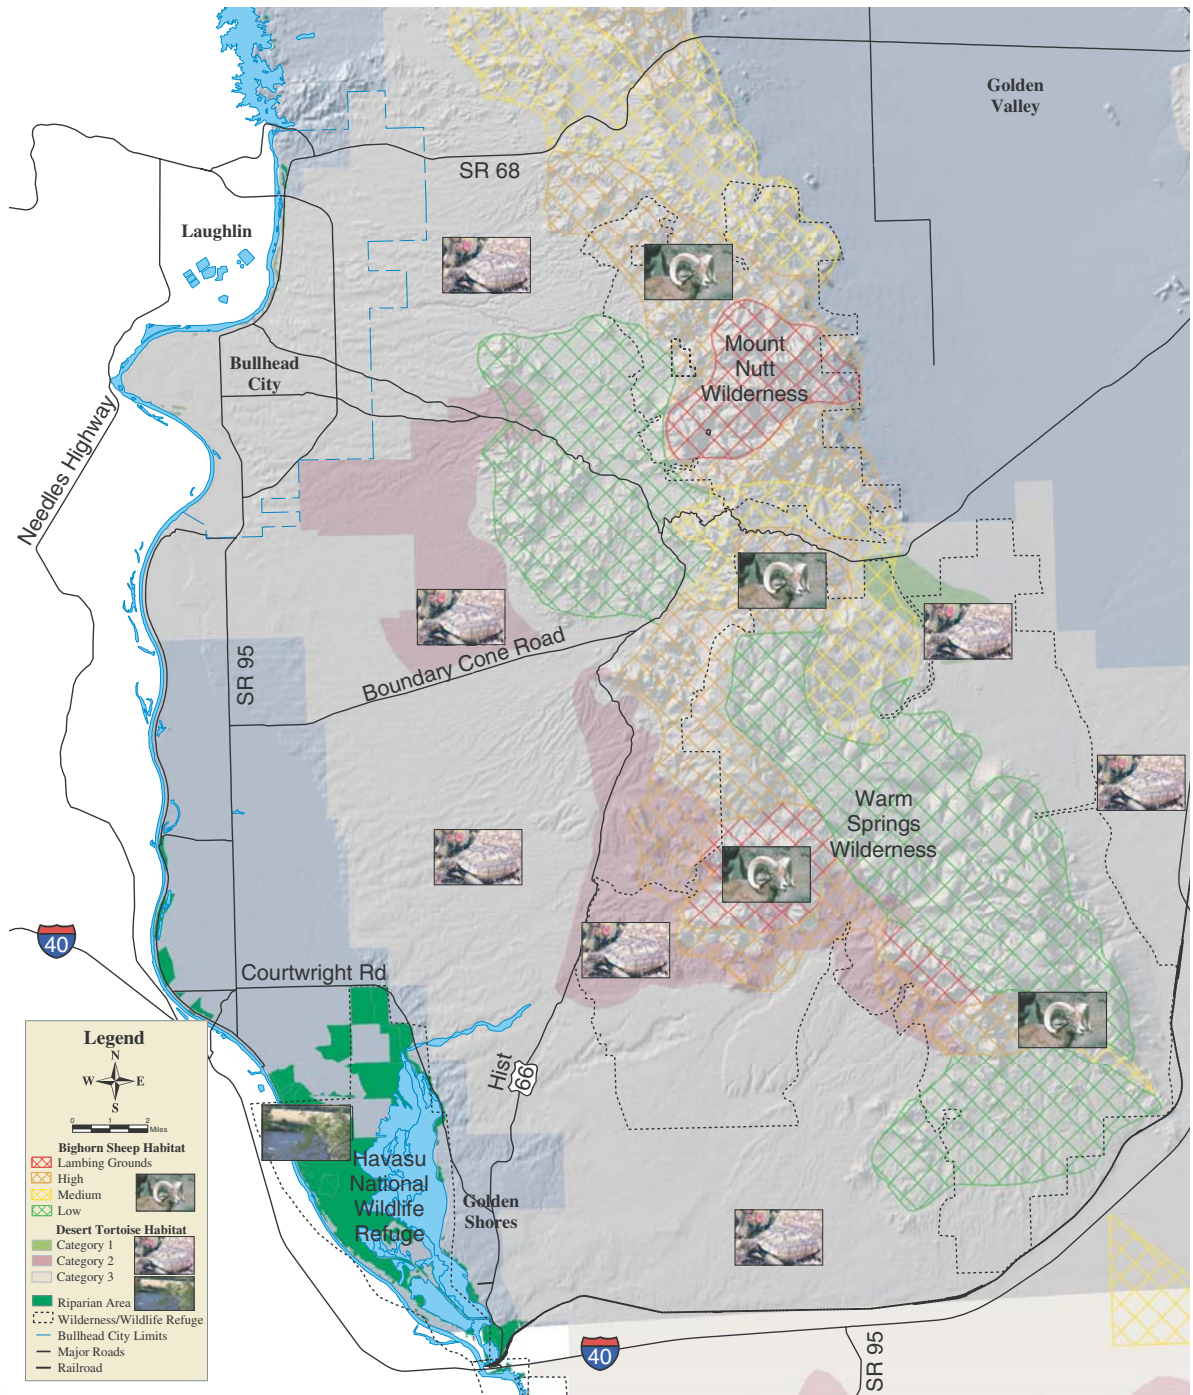 Golden
Valley
SR 68
Laughlin
Mount
Nutt
Wilderness
Bullhead
City
Needles Highway
SR 95
Boundary Cone Road
Warm
Springs
Wilderness
40
Courtwright Rd
Hist
66
Havasu
National
Wildlife
Refuge
Golden
Shores
40
SR 95
Legend
N
W E
S
0 1 2
Miles
Bighorn Sheep Habitat
Lambing Grounds
High
Medium
Low
Desert Tortoise Habitat
Category 1
Category 2
Category 3
Riparian Area
Wilderness/Wildlife Refuge
Bullhead City Limits
Major Roads
Railroad